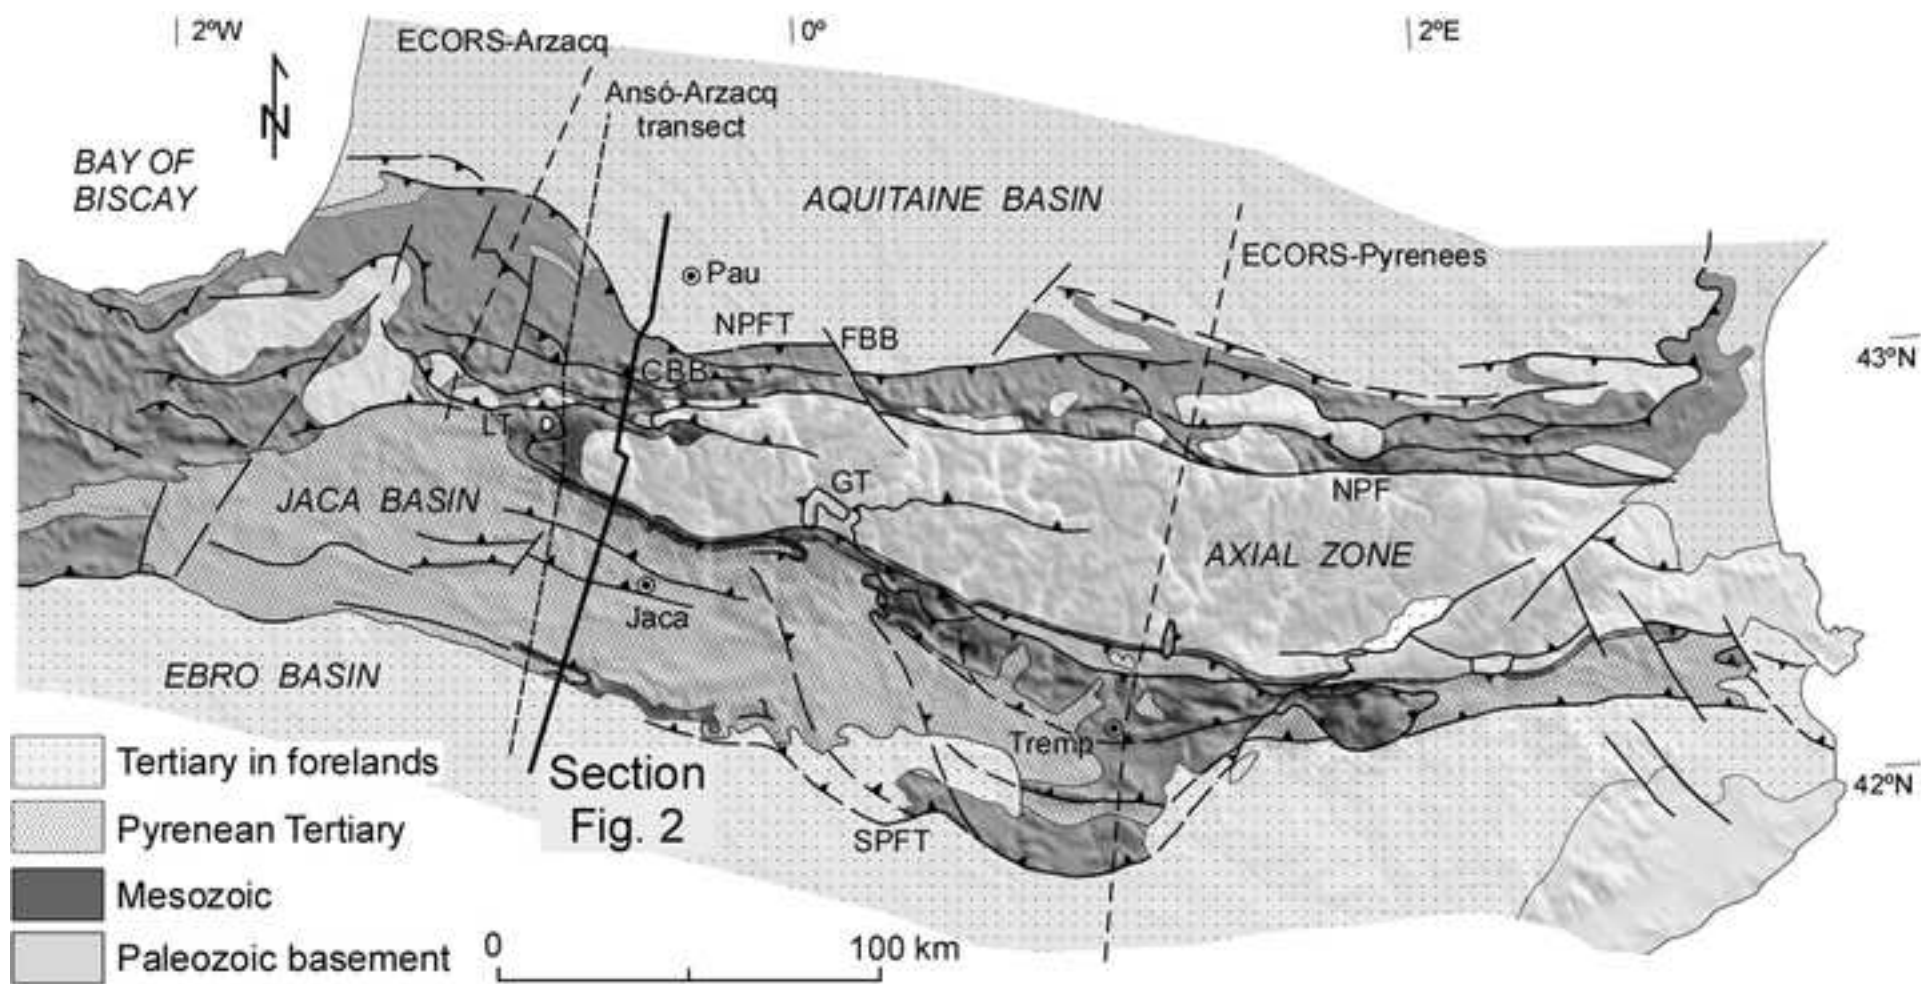 2ºW
0º
2ºE
ECORS-Arzacq
Ansó-Arzacq
transect
N
BAY OF
BISCAY
AQUITAINE BASIN
ECORS-Pyrenees
Pau
NPFT
FBB
43ºN
CBB
LT
D
GT
NPF
JACA BASIN
AXIAL ZONE
Jaca
EBRO BASIN
Tremp
Section
Fig. 2
SPFT
42ºN
Tertiary in forelands
Pyrenean Tertiary
Mesozoic
Paleozoic basement
0
100 km